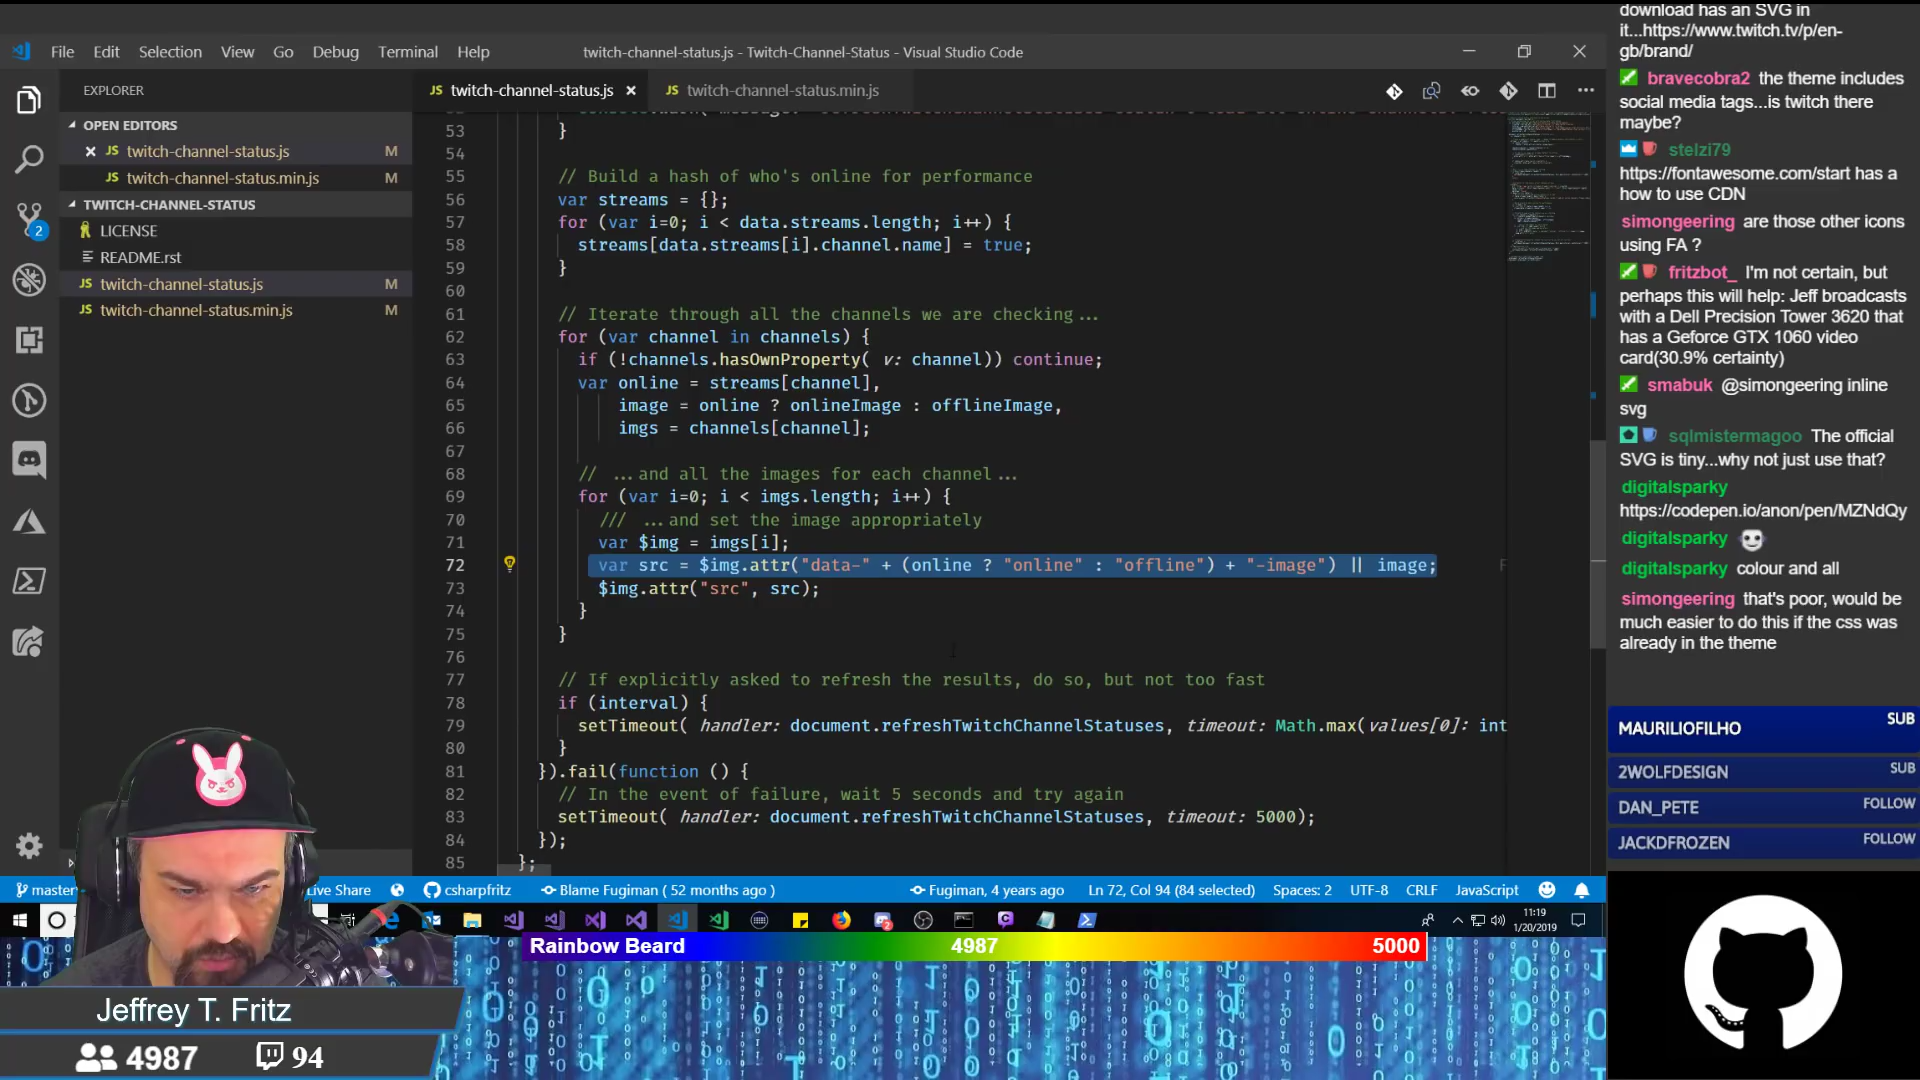 File Edit Selection View Go Debug Terminal Help
twitch-channel-status.js - Twitch-Channel-Status - Visual Studio Code
EXPLORER
OPEN EDITORS
twitch-channel-status.js M
twitch-channel-status.min.js M
TWITCH-CHANNEL-STATUS
LICENSE
README.rst
twitch-channel-status.js M
twitch-channel-status.min.js M
2
twitch-channel-status.js
twitch-channel-status.min.js
53 }
54
55 // Build a hash of who's online for performance
56 var streams = {};
57 for (var i=0; i < data.streams.length; i++) {
58 streams[data.streams[i].channel.name] = true;
59 }
60
61 // Iterate through all the channels we are checking...
62 for (var channel in channels) {
63 if (!channels.hasOwnProperty( v: channel)) continue;
64 var online = streams[channel],
65 image = online ? onlineImage : offlineImage,
66 imgs = channels[channel];
67
68 // ...and all the images for each channel...
69 for (var i=0; i < imgs.length; i++) {
70 /// ...and set the image appropriately
71 var $img = imgs[i];
72 var src = $img.attr("data-" + (online ? "online" : "offline") + "-image") || image;
73 $img.attr("src", src);
74 }
75 }
76
77 // If explicitly asked to refresh the results, do so, but not too fast
78 if (interval) {
79 setTimeout( handler: document.refreshTwitchChannelStatuses, timeout: Math.max(values[0]: int
80 }
81 }).fail(function () {
82 // In the event of failure, wait 5 seconds and try again
83 setTimeout( handler: document.refreshTwitchChannelStatuses, timeout: 5000);
84 });
85 };
master
Live Share
csharpfritz
Blame Fugiman ( 52 months ago )
Fugiman, 4 years ago
Ln 72, Col 94 (84 selected)
Spaces: 2
UTF-8
CRLF
JavaScript
11:19
1/20/2019
Rainbow Beard 4987 5000
Jeffrey T. Fritz
4987 94
download has an SVG in
it...https://www.twitch.tv/p/en-
gb/brand/
bravecobra2 the theme includes
social media tags...is twitch there
maybe?
stelzi79
https://fontawesome.com/start has a
how to use CDN
simongeering are those other icons
using FA ?
fritzbot_ I'm not certain, but
perhaps this will help: Jeff broadcasts
with a Dell Precision Tower 3620 that
has a Geforce GTX 1060 video
card(30.9% certainty)
smabuk @simongeering inline
svg
sqlmistermagoo The official
SVG is tiny...why not just use that?
digitalsparky
https://codepen.io/anon/pen/MZNdQy
digitalsparky
digitalsparky colour and all
simongeering that's poor, would be
much easier to do this if the css was
already in the theme
MAURILIOFILHO SUB
2WOLFDESIGN SUB
DAN_PETE FOLLOW
JACKDFROZEN FOLLOW